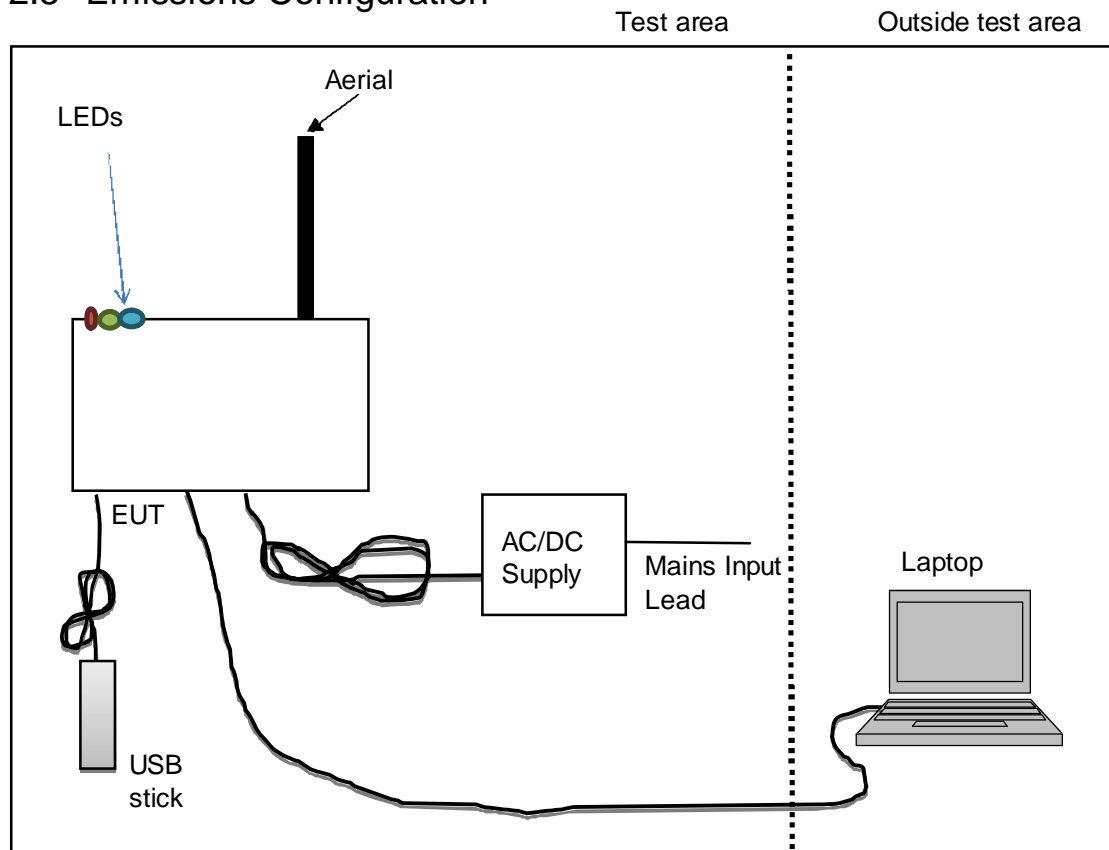 Emissions Configuration
Test area
Outside test area
Aerial
LEDs
EUT
AC/DC
Supply
Mains Input
Lead
Laptop
USB
stick